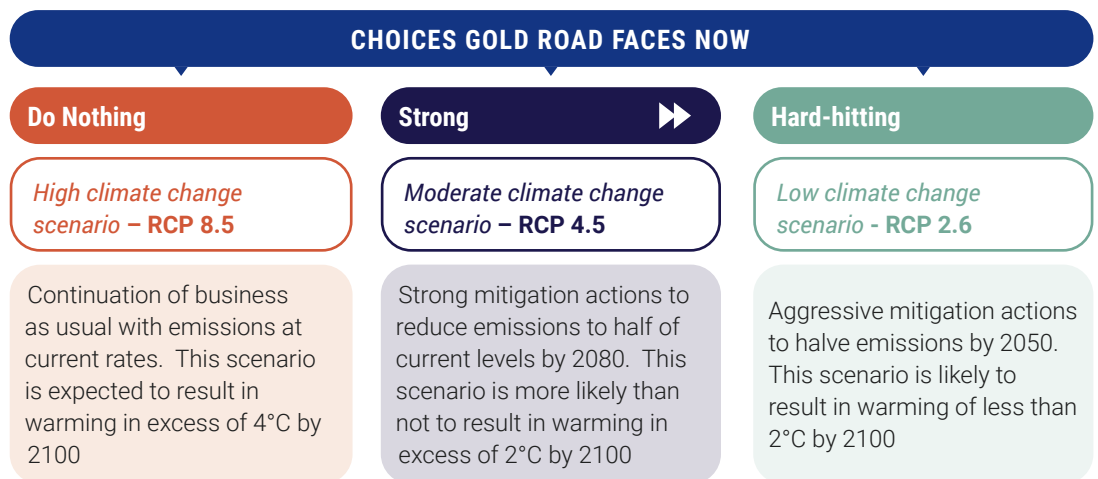 CHOICES GOLD ROAD FACES NOW
Do Nothing
High climate change
scenario – RCP 8.5
Continuation of business
as usual with emissions at
current rates.  This scenario
is expected to result in
warming in excess of 4°C by
2100
Strong
Moderate climate change
scenario – RCP 4.5
Strong mitigation actions to
reduce emissions to half of
current levels by 2080.  This
scenario is more likely than
not to result in warming in
excess of 2°C by 2100
Hard-hitting
Low climate change
scenario - RCP 2.6
Aggressive mitigation actions
to halve emissions by 2050.
This scenario is likely to
result in warming of less than
2°C by 2100